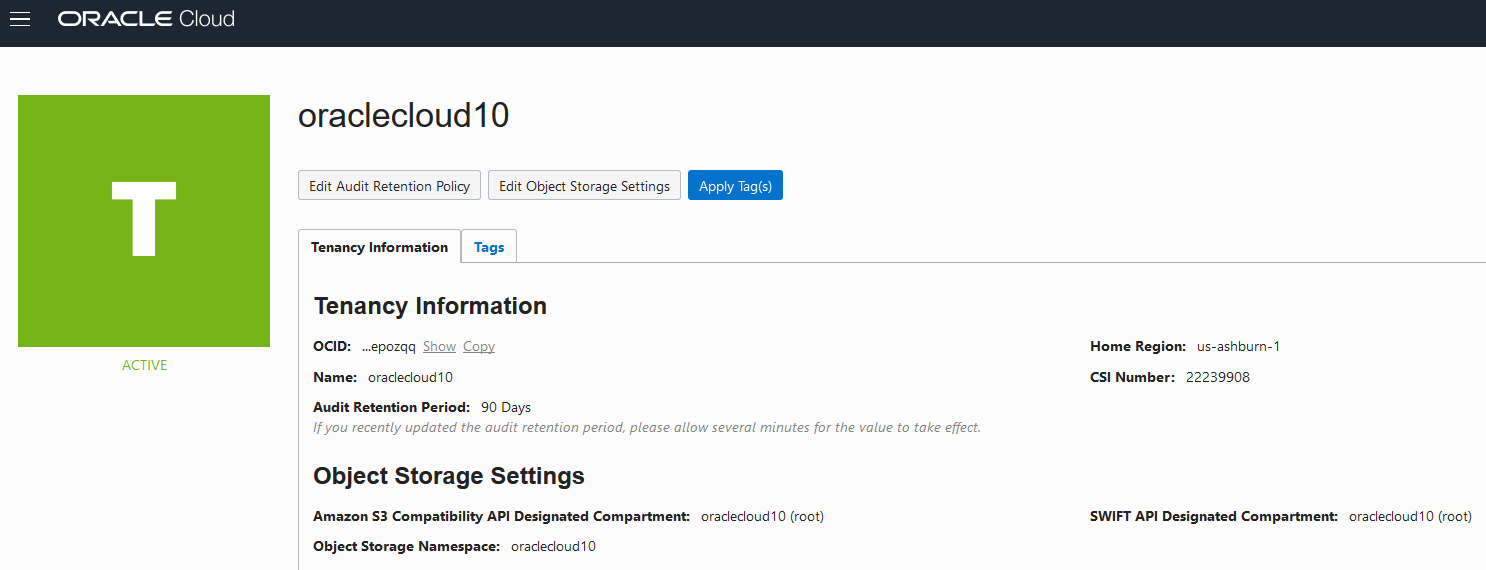 ORACLE Cloud
T
ACTIVE
oraclecloud10
Edit Audit Retention Policy Edit Object Storage Settings Apply Tag(s)
Tenancy Information Tags
Tenancy Information
OCID: ...epozqq Show Copy Home Region: us-ashburn-1
Name: oraclecloud10 CSI Number: 22239908
Audit Retention Period: 90 Days
If you recently updated the audit retention period, please allow several minutes for the value to take effect.
Object Storage Settings
Amazon S3 Compatibility API Designated Compartment: oraclecloud10 (root) SWIFT API Designated Compartment: oraclecloud10 (root)
Object Storage Namespace: oraclecloud10